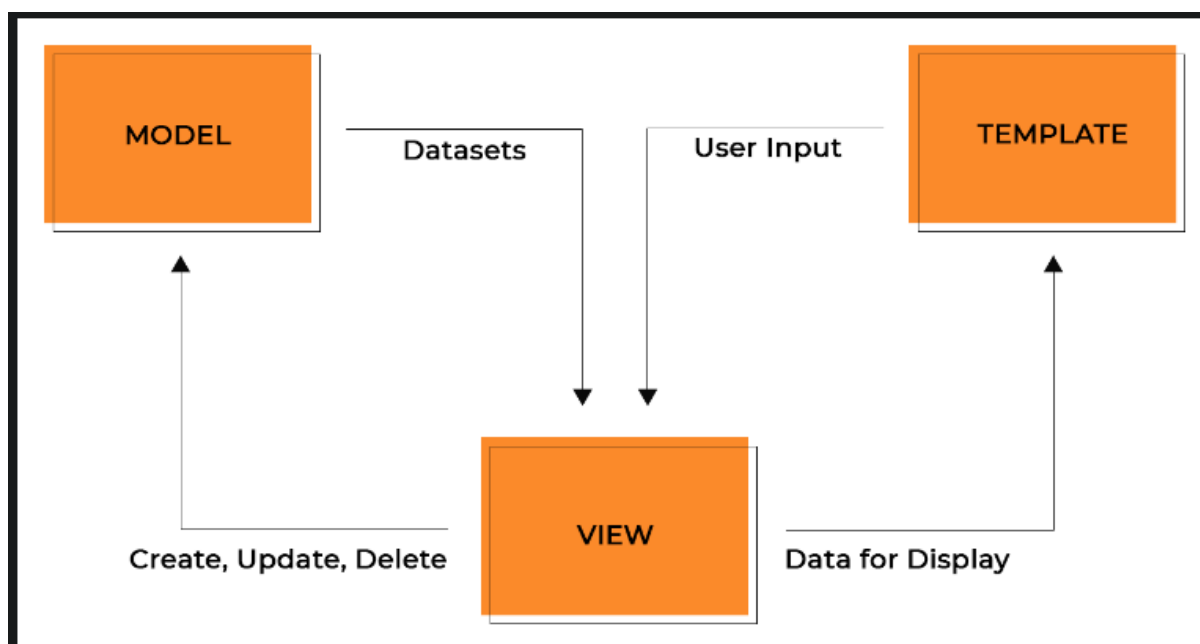 MODEL
TEMPLATE
Datasets
User Input
VIEW
Create, Update, Delete
Data for Display